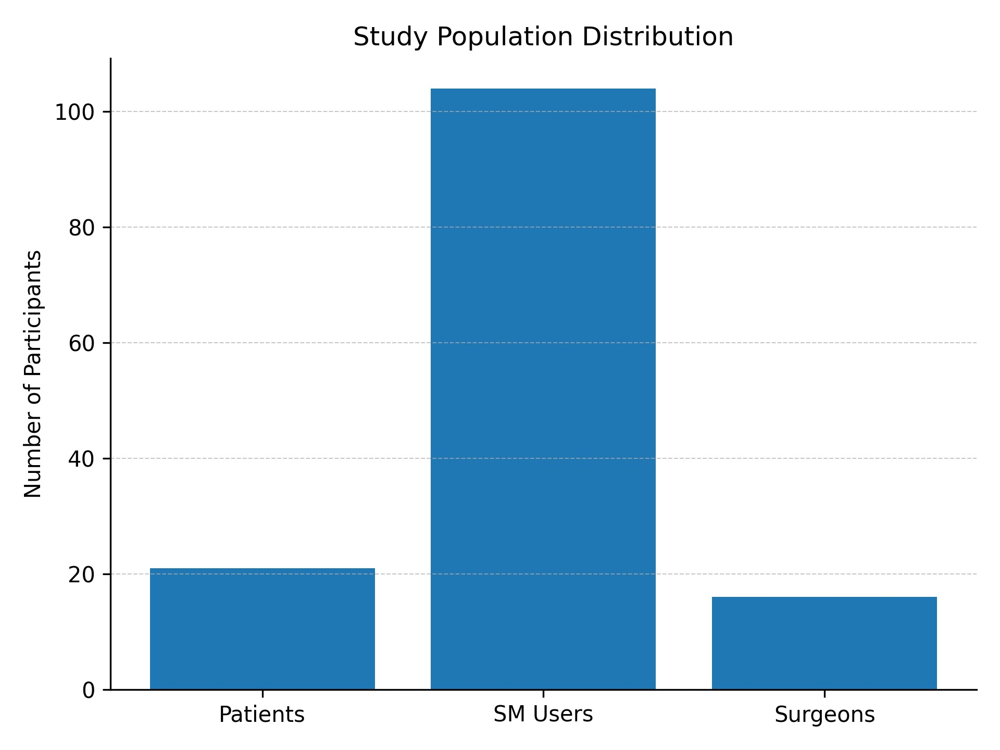 Study Population Distribution
Number of Participants
100
80
60
40
20
0
Patients
SM Users
Surgeons